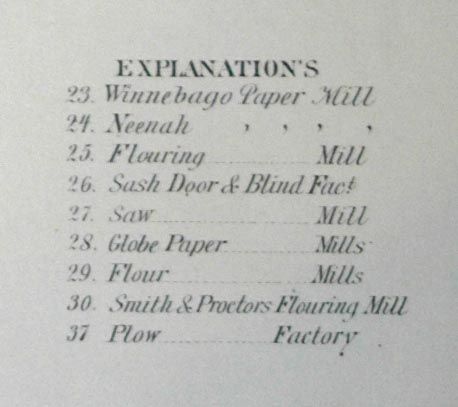 EXPLANATION'S
23. Winnebago Paper Mill
24. Neenah , , , ,
25. Flouring Mill
26. Sash Door & Blind Fact.
27. Saw Mill
28. Globe Paper Mills
29. Flour Mills
30. Smith & Proctors Flouring Mill
37 Plow Factory